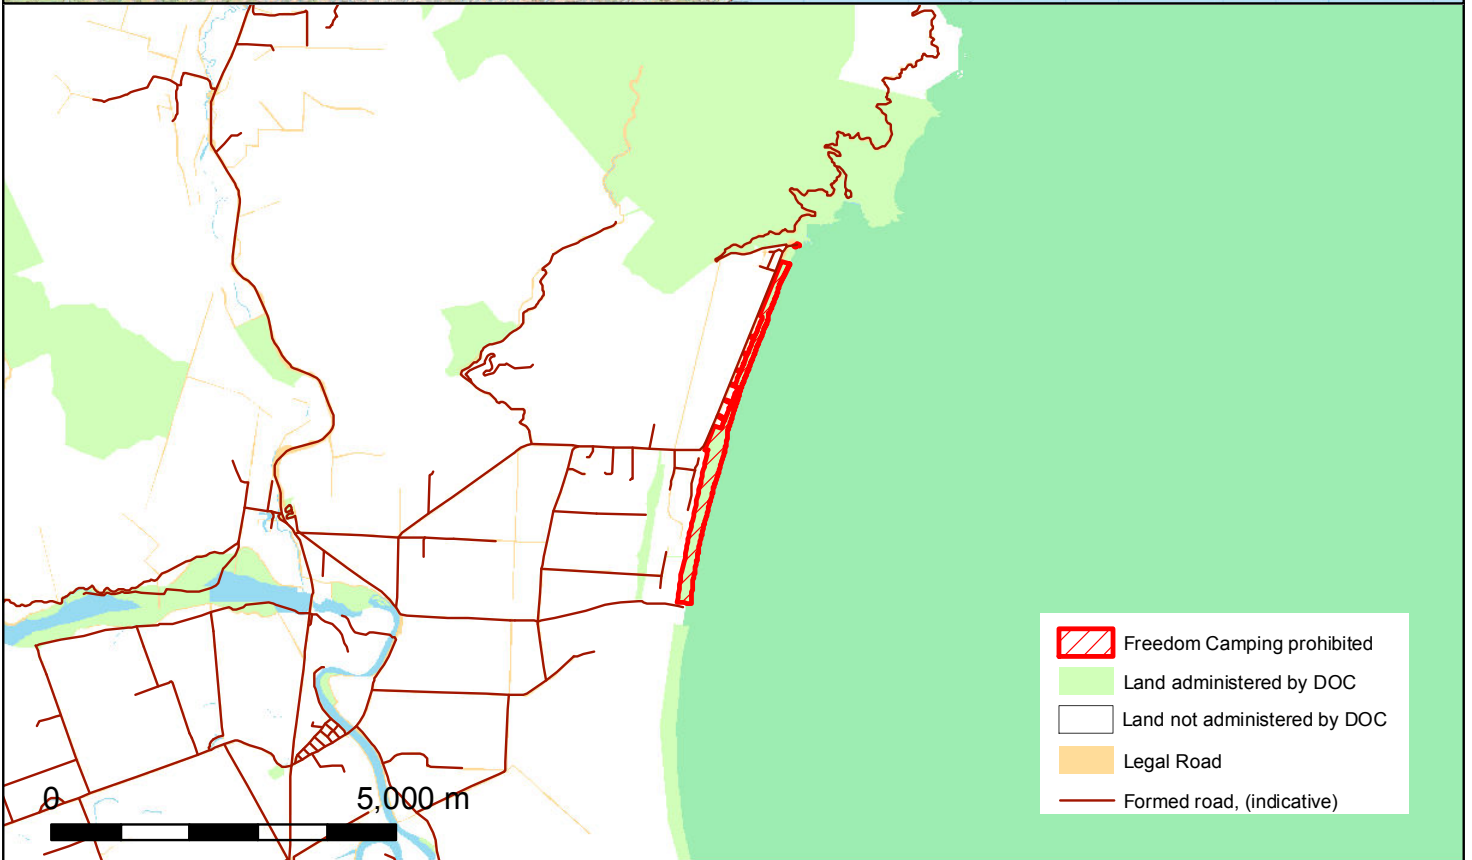 Freedom Camping prohibited
Land administered by DOC
Land not administered by DOC
Legal Road
Formed road, (indicative)
0 5,000 m